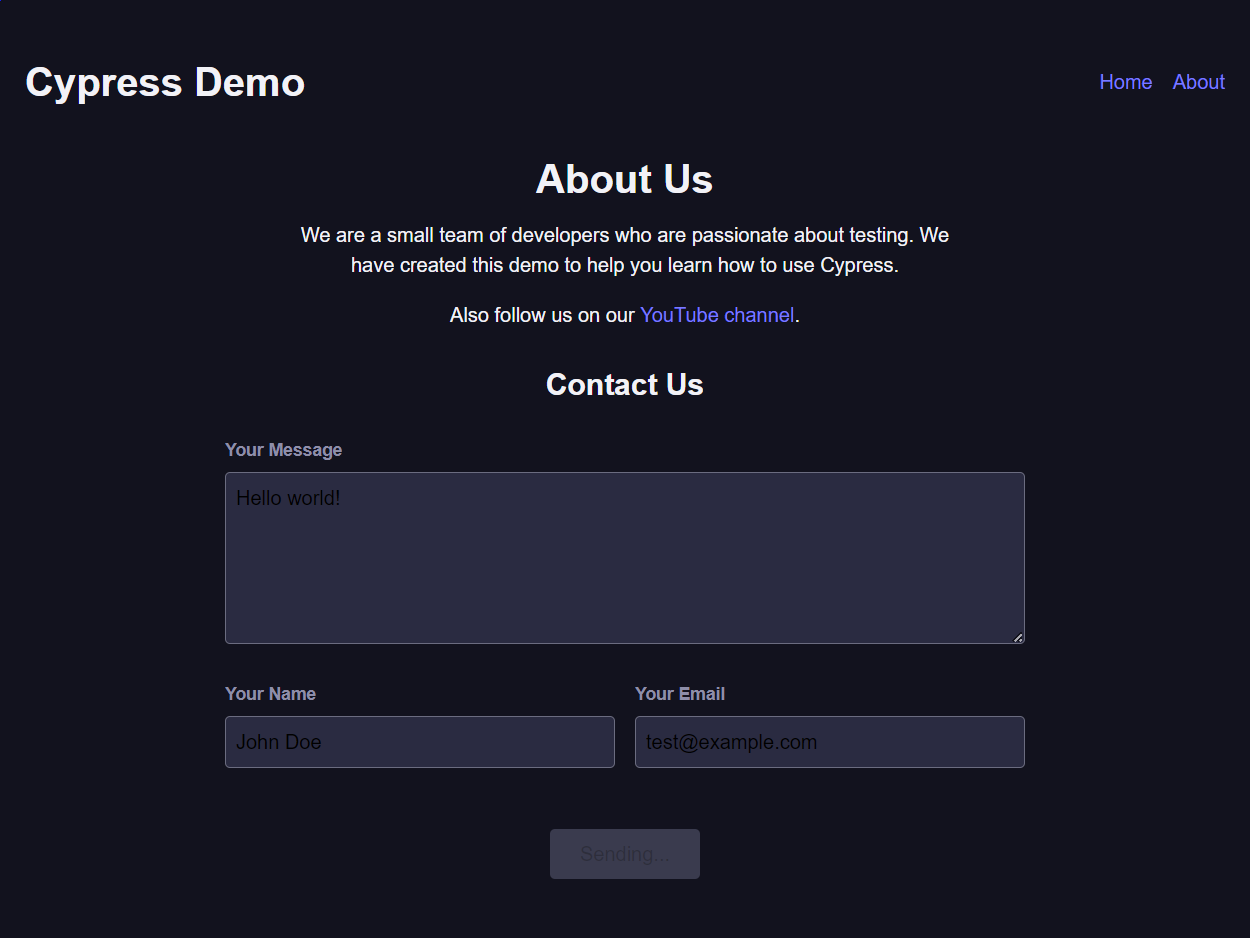 Cypress Demo
Home About
About Us
We are a small team of developers who are passionate about testing. We
have created this demo to help you learn how to use Cypress.
Also follow us on our YouTube channel.
Contact Us
Your Message
Hello world!
Your Name
Your Email
John Doe
test@example.com
Sending...